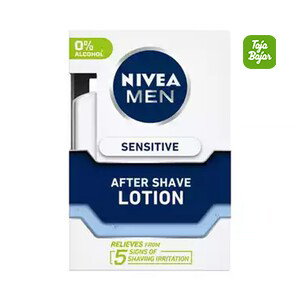 0%
ALCOHOL
Taja
Bajar
NIVEA
MEN
SENSITIVE
AFTER SHAVE
LOTION
RELIEVES FROM
5 SIGNS OF
SHAVING IRRITATION